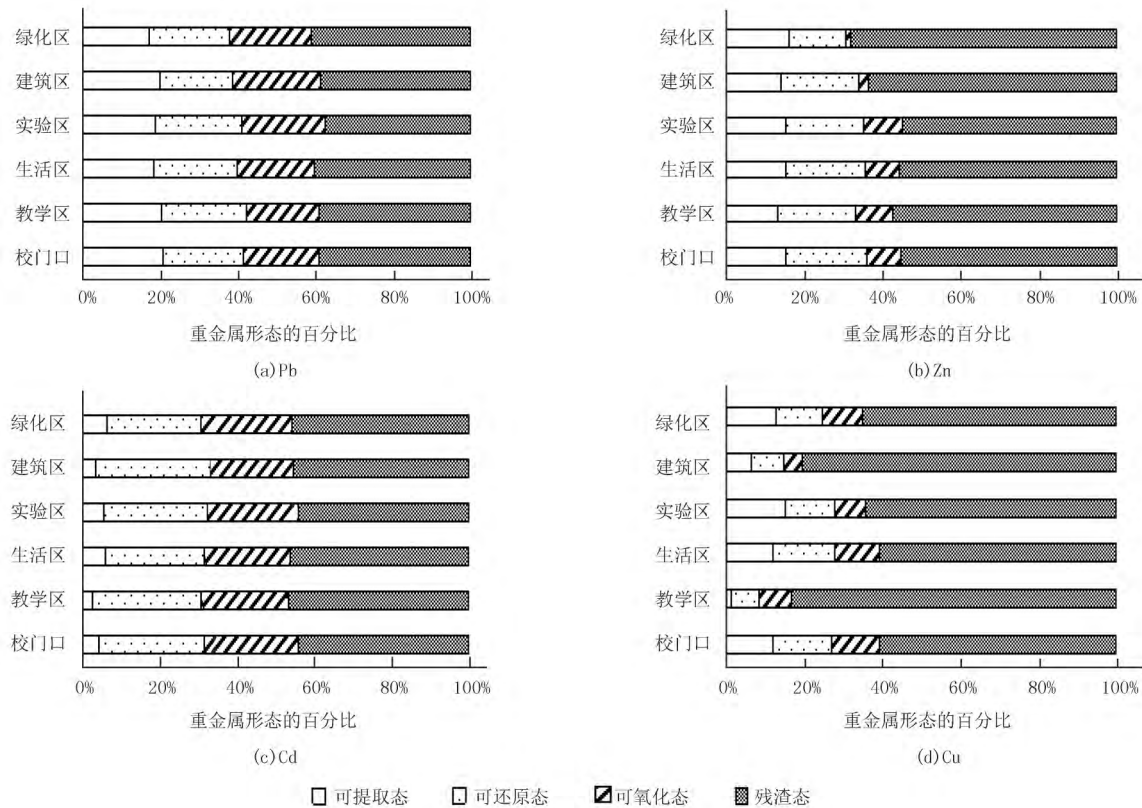 绿化区
建筑区
实验区
生活区
教学区
校门口
0% 20% 40% 60% 80% 100%
重金属形态的百分比
(a)Pb
绿化区
建筑区
实验区
生活区
教学区
校门口
0% 20% 40% 60% 80% 100%
重金属形态的百分比
(b)Zn
绿化区
建筑区
实验区
生活区
教学区
校门口
0% 20% 40% 60% 80% 100%
重金属形态的百分比
(c)Cd
绿化区
建筑区
实验区
生活区
教学区
校门口
0% 20% 40% 60% 80% 100%
重金属形态的百分比
(d)Cu
可提取态 可还原态 可氧化态 残渣态